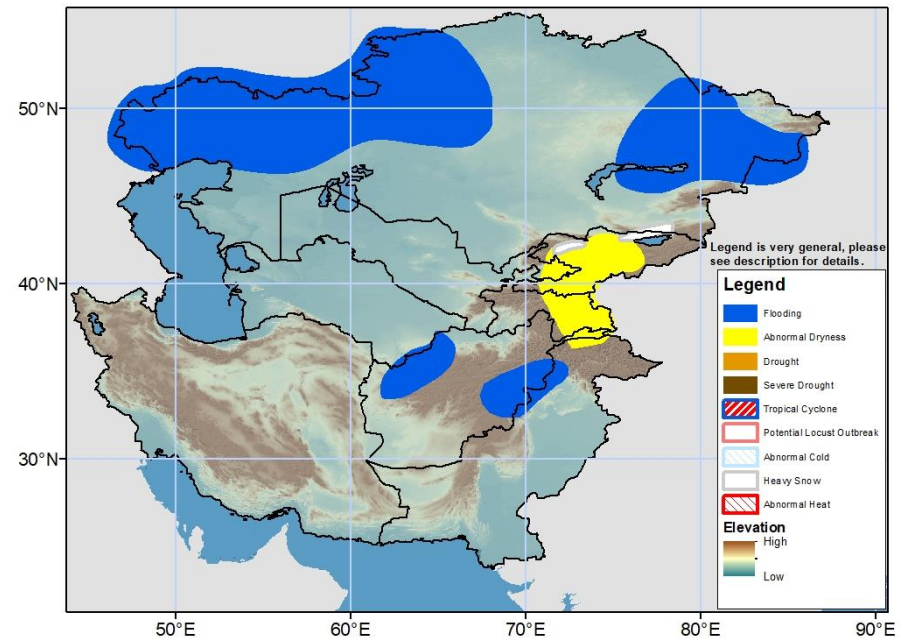 50°N
40°N
30°N
50°E
60°E
70°E
80°E
90°E
Legend is very general, please
see description for details.
Legend
Flooding
Abnormal Dryness
Drought
Severe Drought
Tropical Cyclone
Potential Locust Outbreak
Abnormal Cold
Heavy Snow
Abnormal Heat
Elevation
High
Low